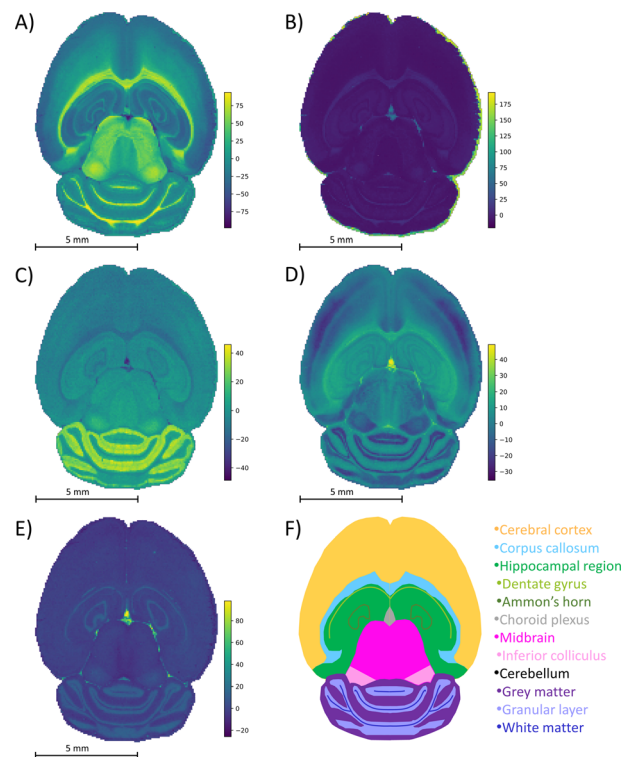 A)
75
50
25
0
−25
−50
−75
5 mm
B)
175
150
125
100
75
50
25
0
5 mm
C)
40
20
0
−20
−40
5 mm
D)
40
30
20
10
0
−10
−20
−30
5 mm
E)
80
60
40
20
0
−20
5 mm
F)
•Cerebral cortex
•Corpus callosum
•Hippocampal region
•Dentate gyrus
•Ammon's horn
•Choroid plexus
•Midbrain
•Inferior colliculus
•Cerebellum
•Grey matter
•Granular layer
•White matter